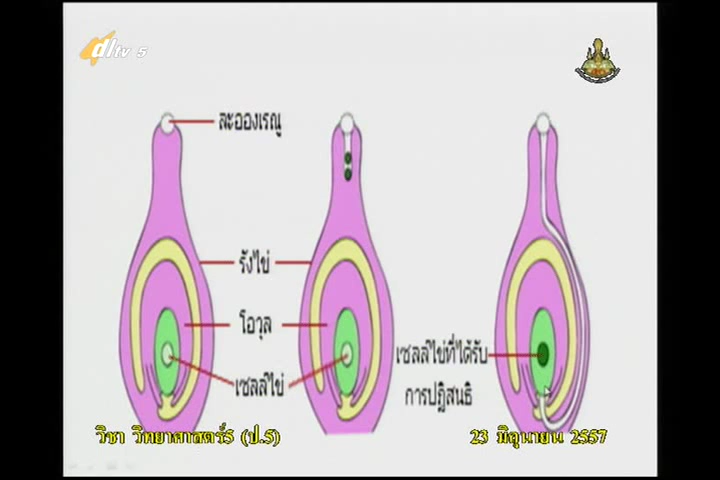 dltv 5
ละอองเรณู
รังไข่
โอวุล
เซลล์ไข่
เซลล์ไข่ที่ได้รับ
การปฏิสนธิ
วิชา วิทยาศาสตร์5 (ป.5)
23 มิถุนายน 2557